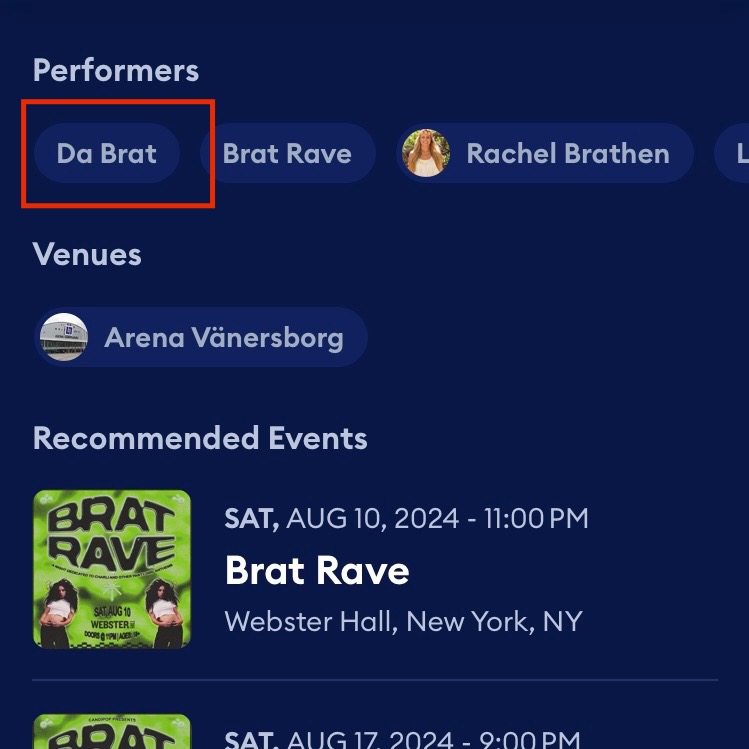 Performers
Da Brat
Brat Rave
Rachel Brathen
L
Venues
Arena Vänersborg
Recommended Events
BRAT
RAVE
SAT, AUG 10
WEBSTER
SAT, AUG 10, 2024 - 11:00 PM
Brat Rave
Webster Hall, New York, NY
CANDIPOP PRESENTS
BRAT
SAT, AUG 17, 2024 - 9:00 PM